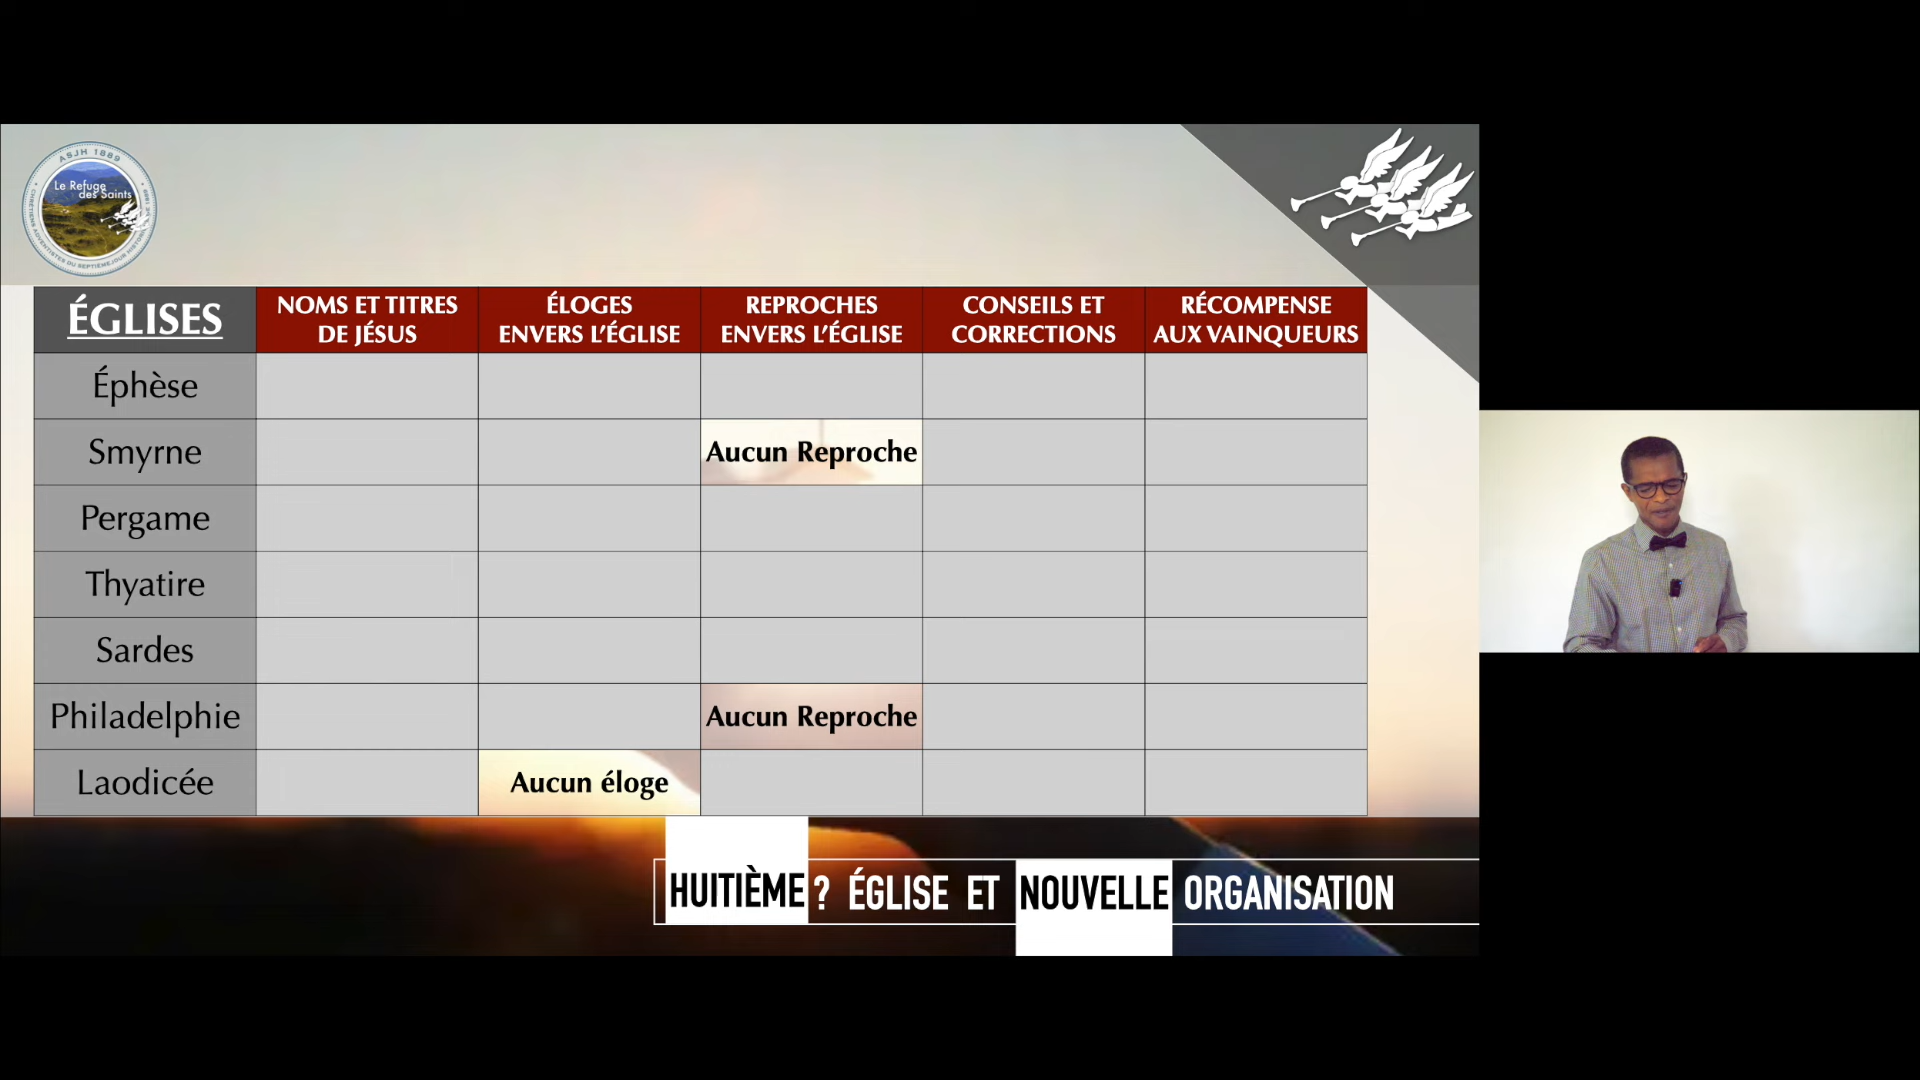 ASJH 1889
Le Refuge
des Saints
ÉGLISES
NOMS ET TITRES
DE JÉSUS
ÉLOGES
ENVERS L’ÉGLISE
REPROCHES
ENVERS L’ÉGLISE
CONSEILS ET
CORRECTIONS
RÉCOMPENSE
AUX VAINQUEURS
Éphèse
Smyrne
Aucun Reproche
Pergame
Thyatire
Sardes
Philadelphie
Aucun Reproche
Laodicée
Aucun éloge
HUITIÈME ? ÉGLISE ET NOUVELLE ORGANISATION